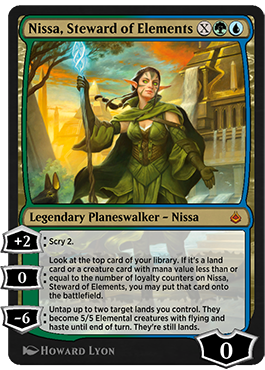 Nissa, Steward of Elements X
Legendary Planeswalker – Nissa
+2 : Scry 2.
0 : Look at the top card of your library. If it's a land
card or a creature card with mana value less than or
equal to the number of loyalty counters on Nissa,
Steward of Elements, you may put that card onto
the battlefield.
-6 : Untap up to two target lands you control. They
become 5/5 Elemental creatures with flying and
haste until end of turn. They're still lands.
Howard Lyon
0